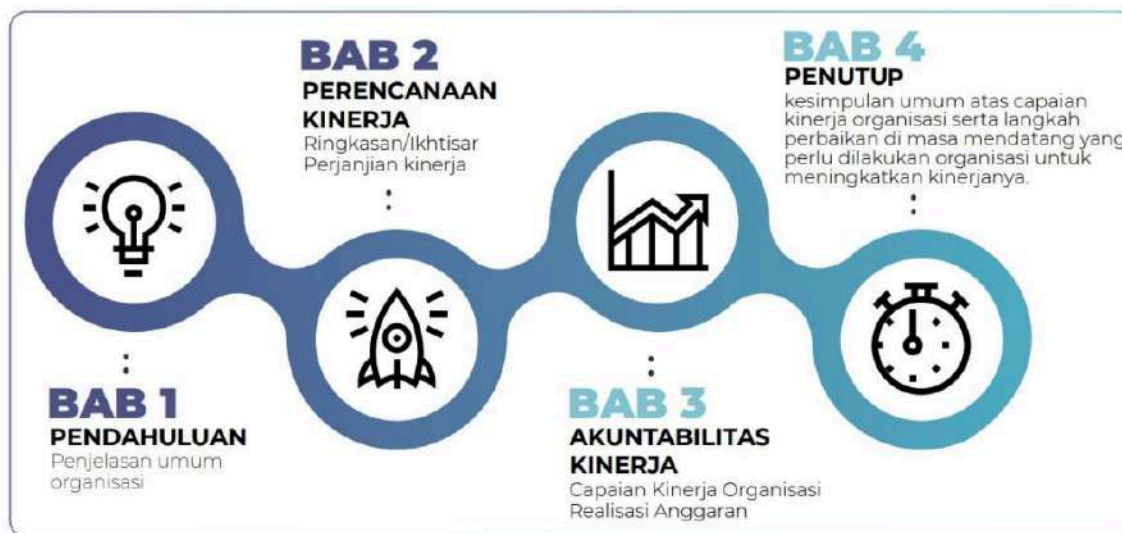 BAB 1
PENDAHULUAN
Penjelasan umum
organisasi
BAB 2
PERENCANAAN
KINERJA
Ringkasan/Ikhtisar
Perjanjian kinerja
BAB 3
AKUNTABILITAS
KINERJA
Capaian Kinerja Organisasi
Realisasi Anggaran
BAB 4
PENUTUP
kesimpulan umum atas capaian
kinerja organisasi serta langkah
perbaikan di masa mendatang yang
perlu dilakukan organisasi untuk
meningkatkan kinerjanya.